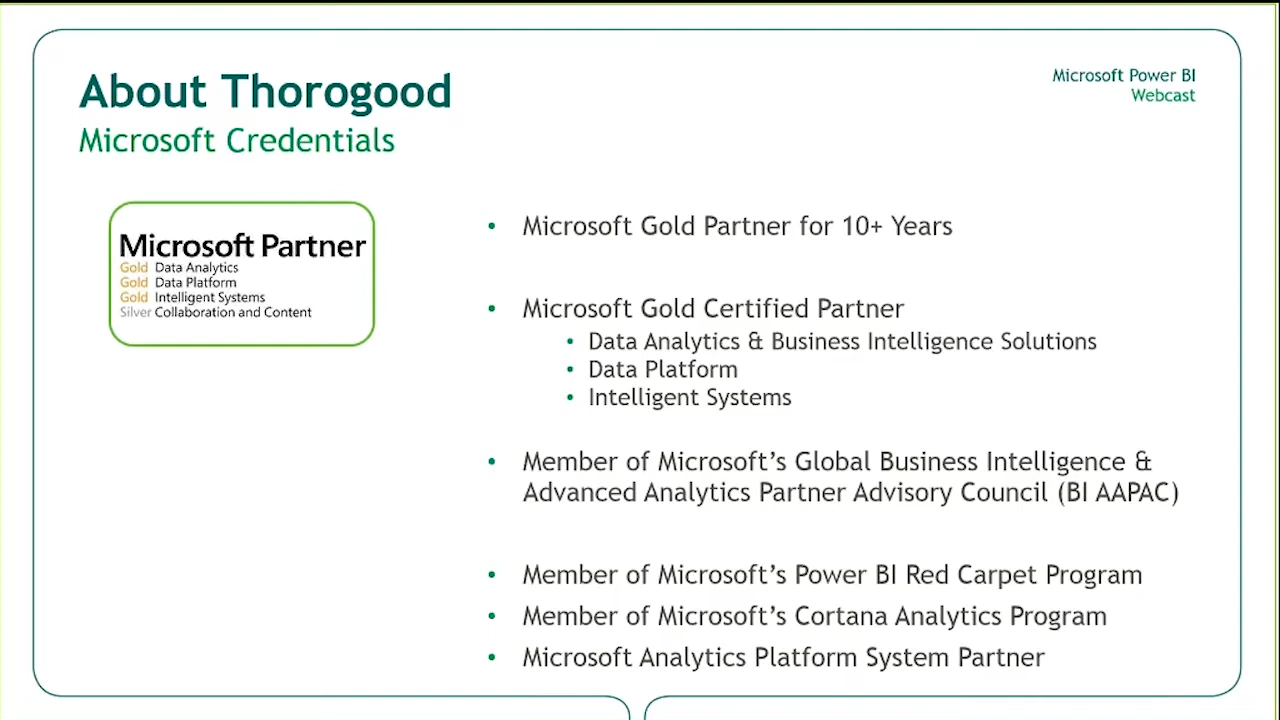 About Thorogood
Microsoft Credentials
Microsoft Power BI
Webcast
Microsoft Partner
Gold Data Analytics
Gold Data Platform
Gold Intelligent Systems
Silver Collaboration and Content
• Microsoft Gold Partner for 10+ Years
• Microsoft Gold Certified Partner
• Data Analytics & Business Intelligence Solutions
• Data Platform
• Intelligent Systems
• Member of Microsoft’s Global Business Intelligence &
Advanced Analytics Partner Advisory Council (BI AAPAC)
• Member of Microsoft’s Power BI Red Carpet Program
• Member of Microsoft’s Cortana Analytics Program
• Microsoft Analytics Platform System Partner